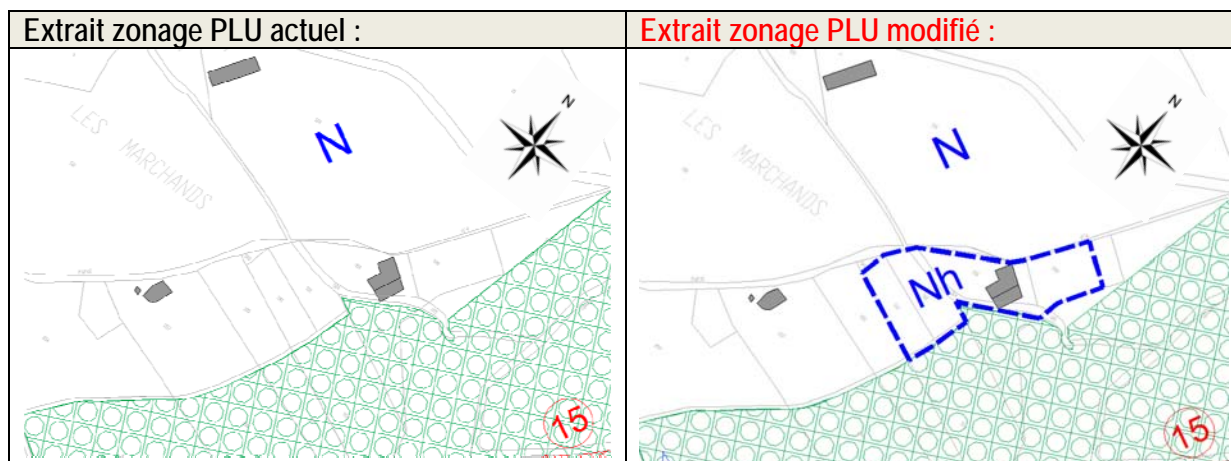 Extrait zonage PLU actuel :
Extrait zonage PLU modifié :
N
N
LES MARCHANDS
N
15
N
N
LES MARCHANDS
Nh
15